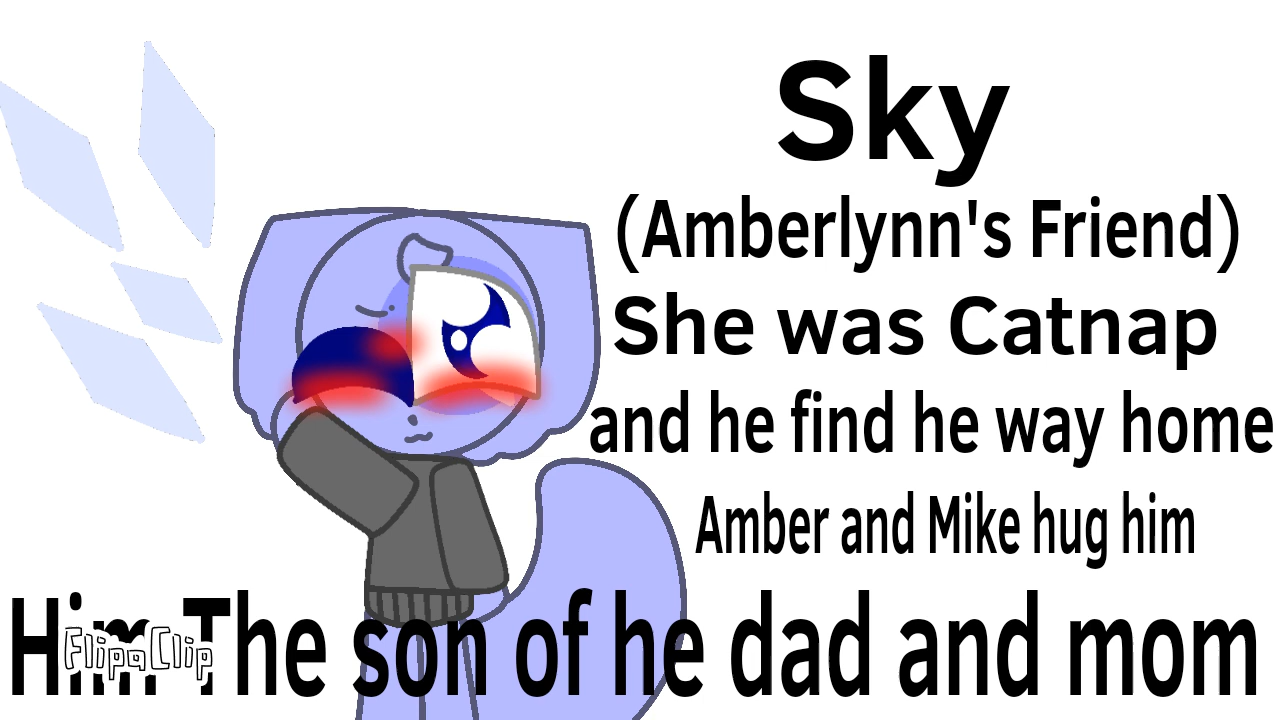 Sky
(Amberlynn's Friend)
She was Catnap
and he find he way home
Amber and Mike hug him
Him The son of he dad and mom
FlipaClip